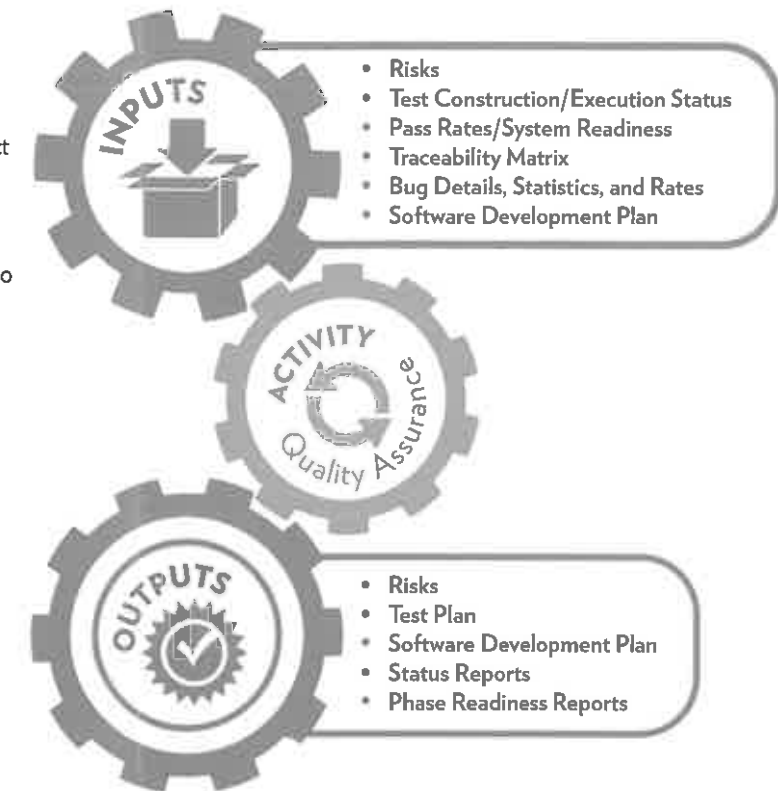 INPUTS
• Risks
• Test Construction/Execution Status
• Pass Rates/System Readiness
• Traceability Matrix
• Bug Details, Statistics, and Rates
• Software Development Plan
ACTIVITY
Quality Assurance
OUTPUTS
• Risks
• Test Plan
• Software Development Plan
• Status Reports
• Phase Readiness Reports